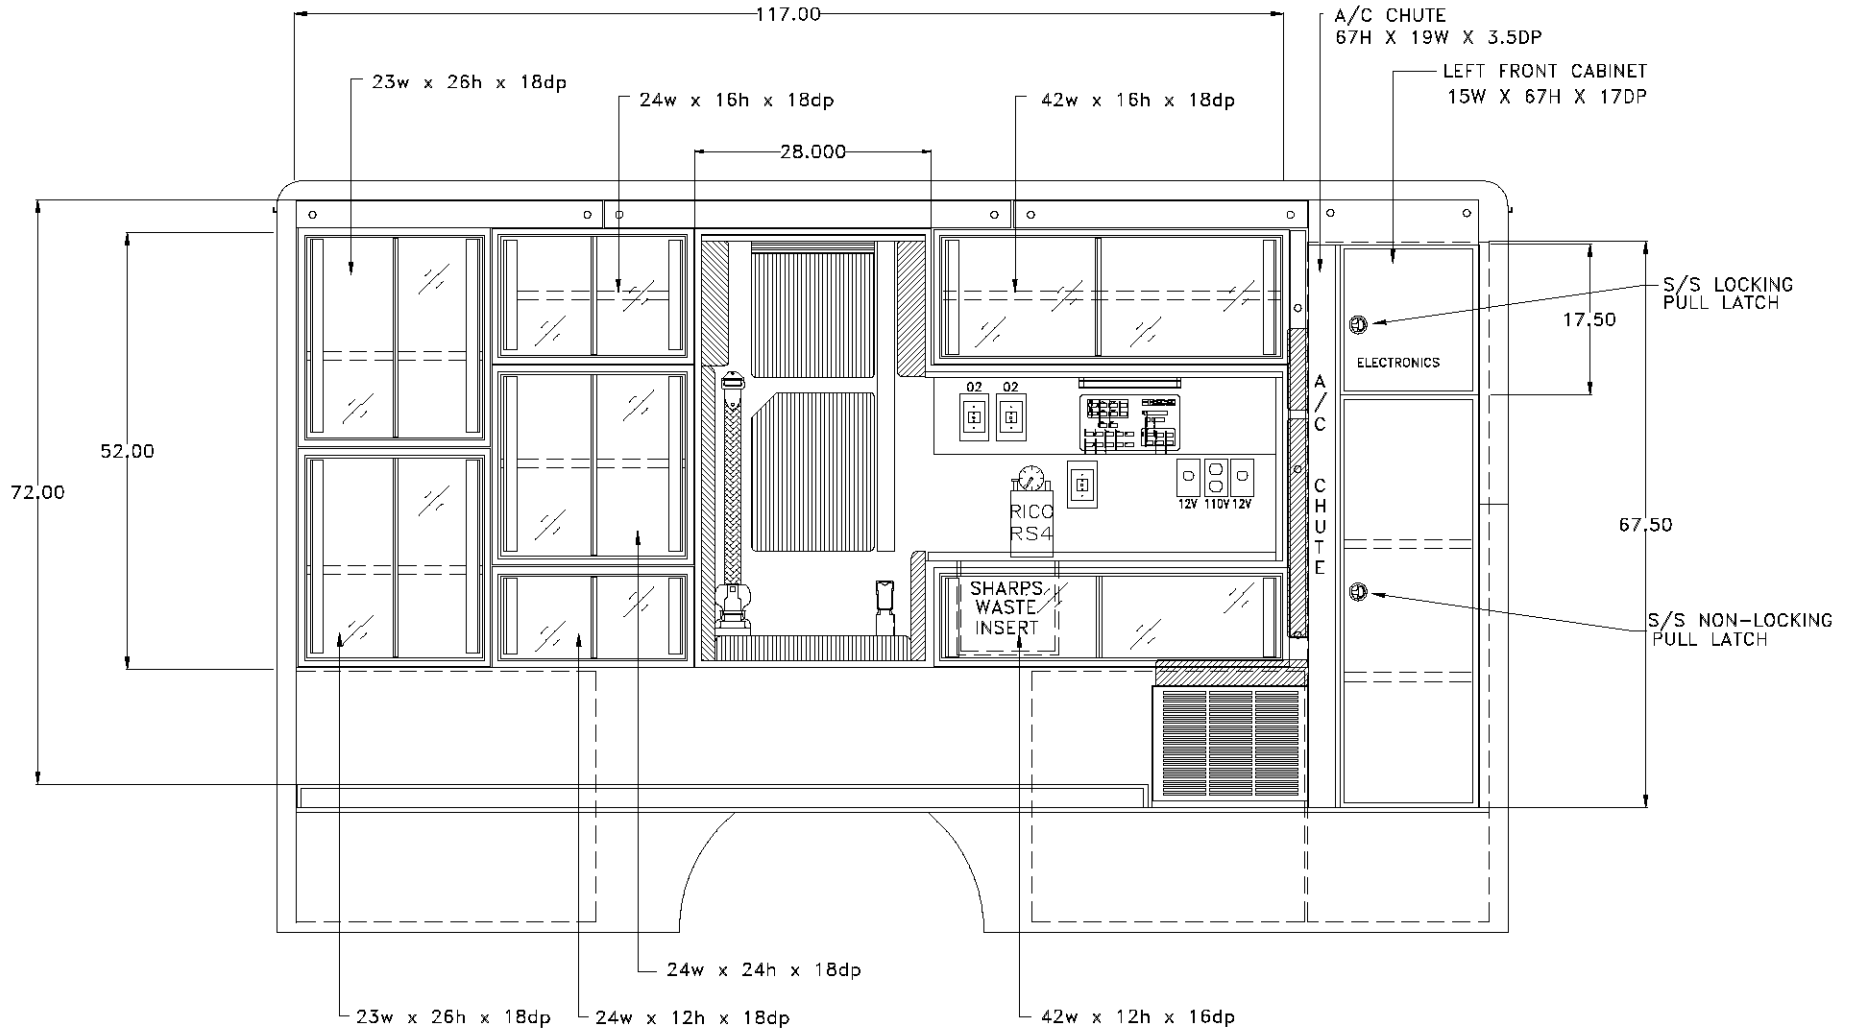 117.00
A/C CHUTE
67H X 19W X 3.5DP
LEFT FRONT CABINET
15W X 67H X 17DP
23w x 26h x 18dp
24w x 16h x 18dp
42w x 16h x 18dp
28.000
S/S LOCKING
PULL LATCH
17.50
ELECTRONICS
O2 O2
A/C CHUTE
52.00
72.00
12V 110V 12V
RICO
RS4
67.50
SHARPS
WASTE
INSERT
S/S NON-LOCKING
PULL LATCH
24w x 24h x 18dp
23w x 26h x 18dp
24w x 12h x 18dp
42w x 12h x 16dp